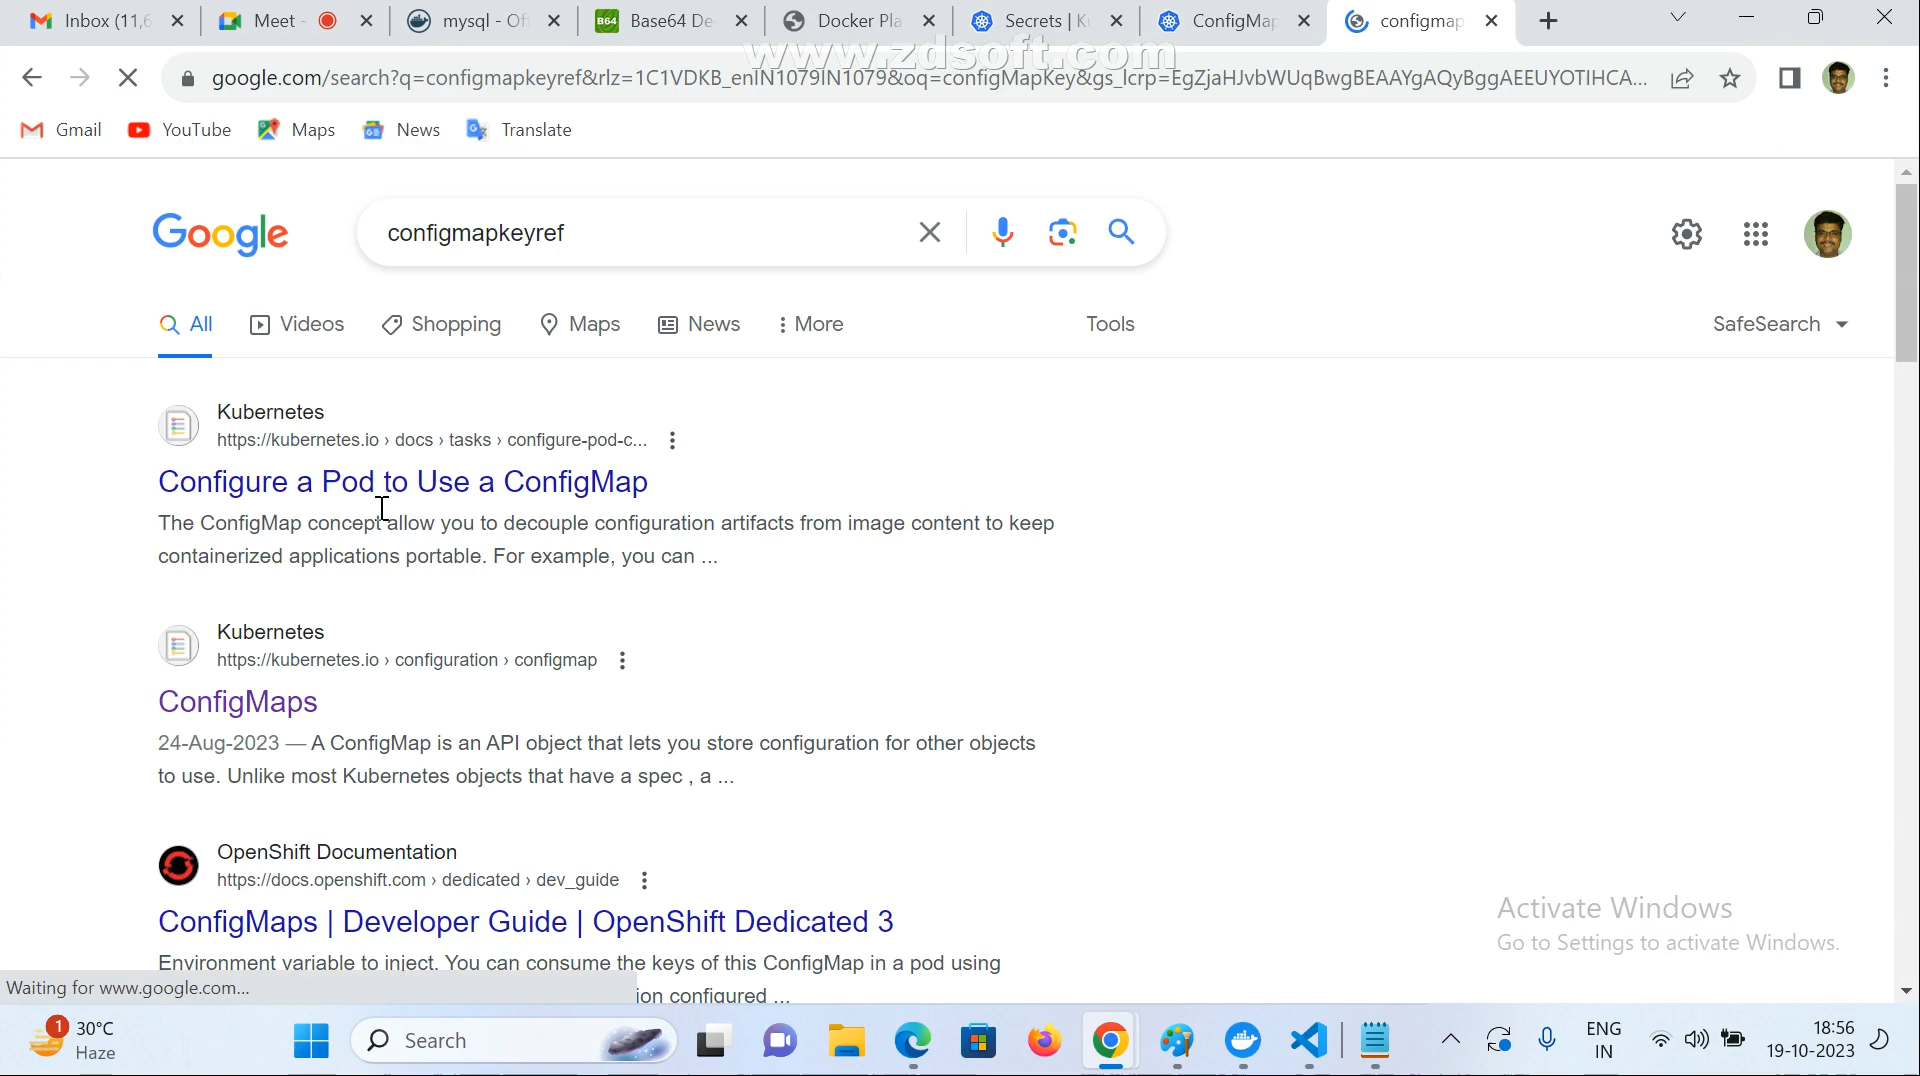 Inbox (11,6
Meet -
mysql - Of
B64
Base64 De
Docker Pla
Secrets | Ku
ConfigMap
configmap
www.zdsoft.com
google.com/search?q=configmapkeyref&rlz=1C1VDKB_enIN1079IN1079&oq=configMapKey&gs_lcrp=EgZjaHJvbWUqBwgBEAAYgAQyBggAEEUYOTIHCA...
Gmail
YouTube
Maps
News
Translate
Google
configmapkeyref
All
Videos
Shopping
Maps
News
More
Tools
SafeSearch
Kubernetes
https://kubernetes.io › docs › tasks › configure-pod-c...
Configure a Pod to Use a ConfigMap
The ConfigMap concept allow you to decouple configuration artifacts from image content to keep
containerized applications portable. For example, you can ...
Kubernetes
https://kubernetes.io › configuration › configmap
ConfigMaps
24-Aug-2023 — A ConfigMap is an API object that lets you store configuration for other objects
to use. Unlike most Kubernetes objects that have a spec , a ...
OpenShift Documentation
https://docs.openshift.com › dedicated › dev_guide
ConfigMaps | Developer Guide | OpenShift Dedicated 3
Environment variable to inject. You can consume the keys of this ConfigMap in a pod using
ion configured ...
Activate Windows
Go to Settings to activate Windows.
Waiting for www.google.com...
1
30°C
Haze
Search
ENG
IN
18:56
19-10-2023